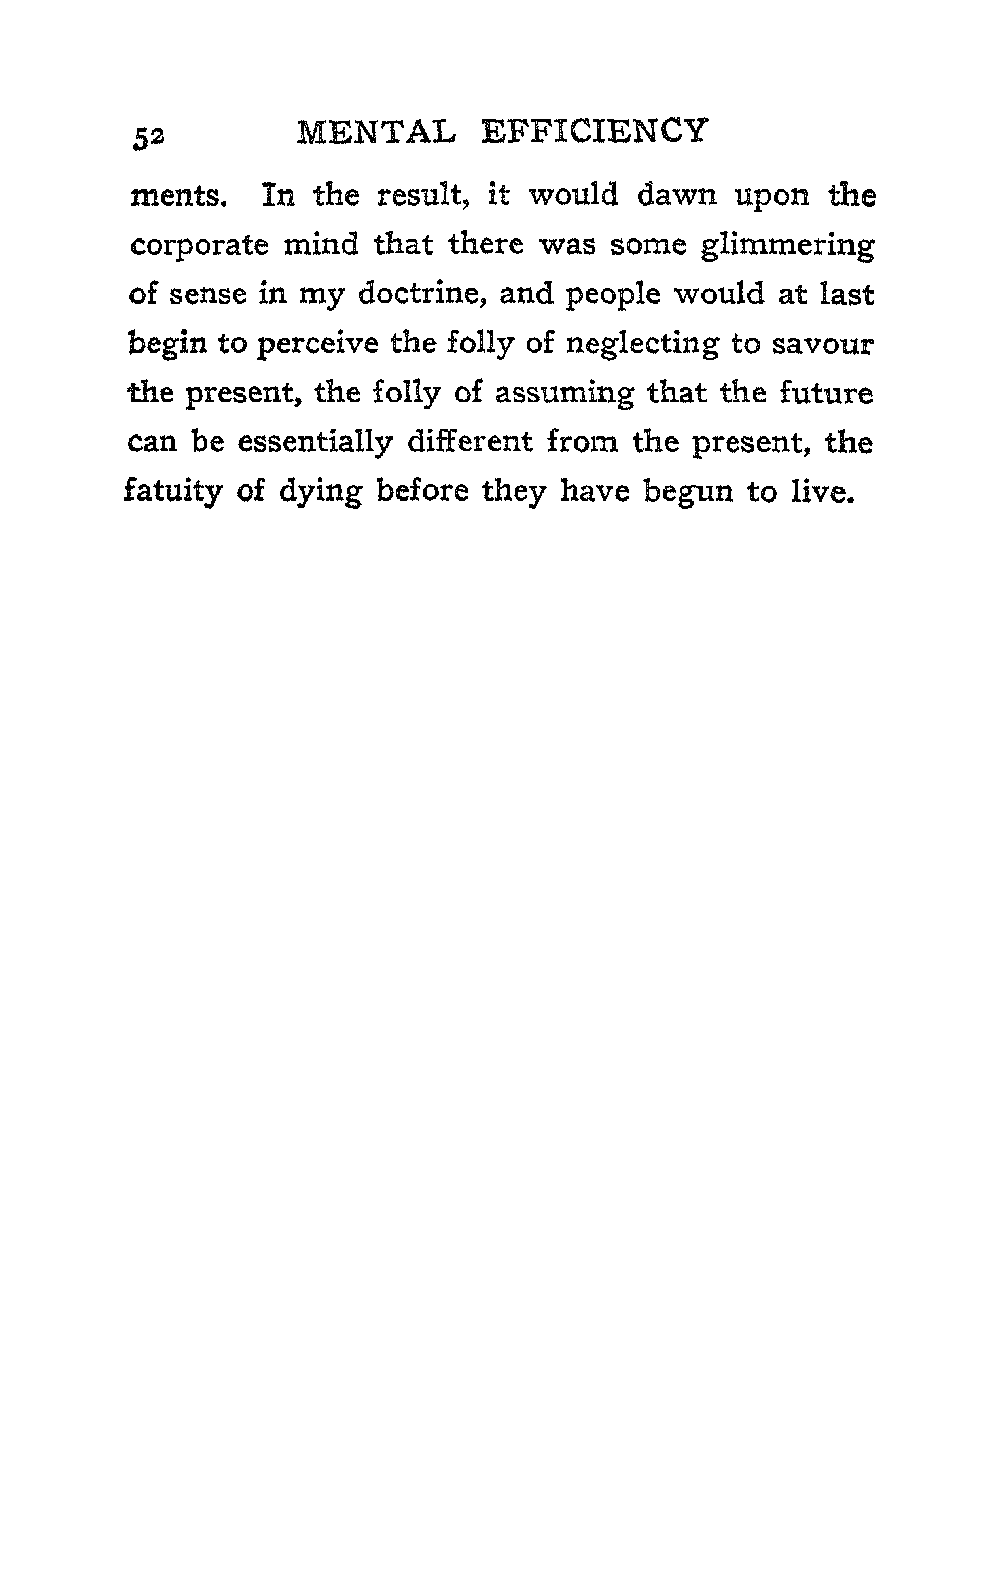 52 MENTAL EFFICIENCY
ments. In the result, it would dawn upon the
corporate mind that there was some glimmering
of sense in my doctrine, and people would at last
begin to perceive the folly of neglecting to savour
the present, the folly of assuming that the future
can be essentially different from the present, the
fatuity of dying before they have begun to live.